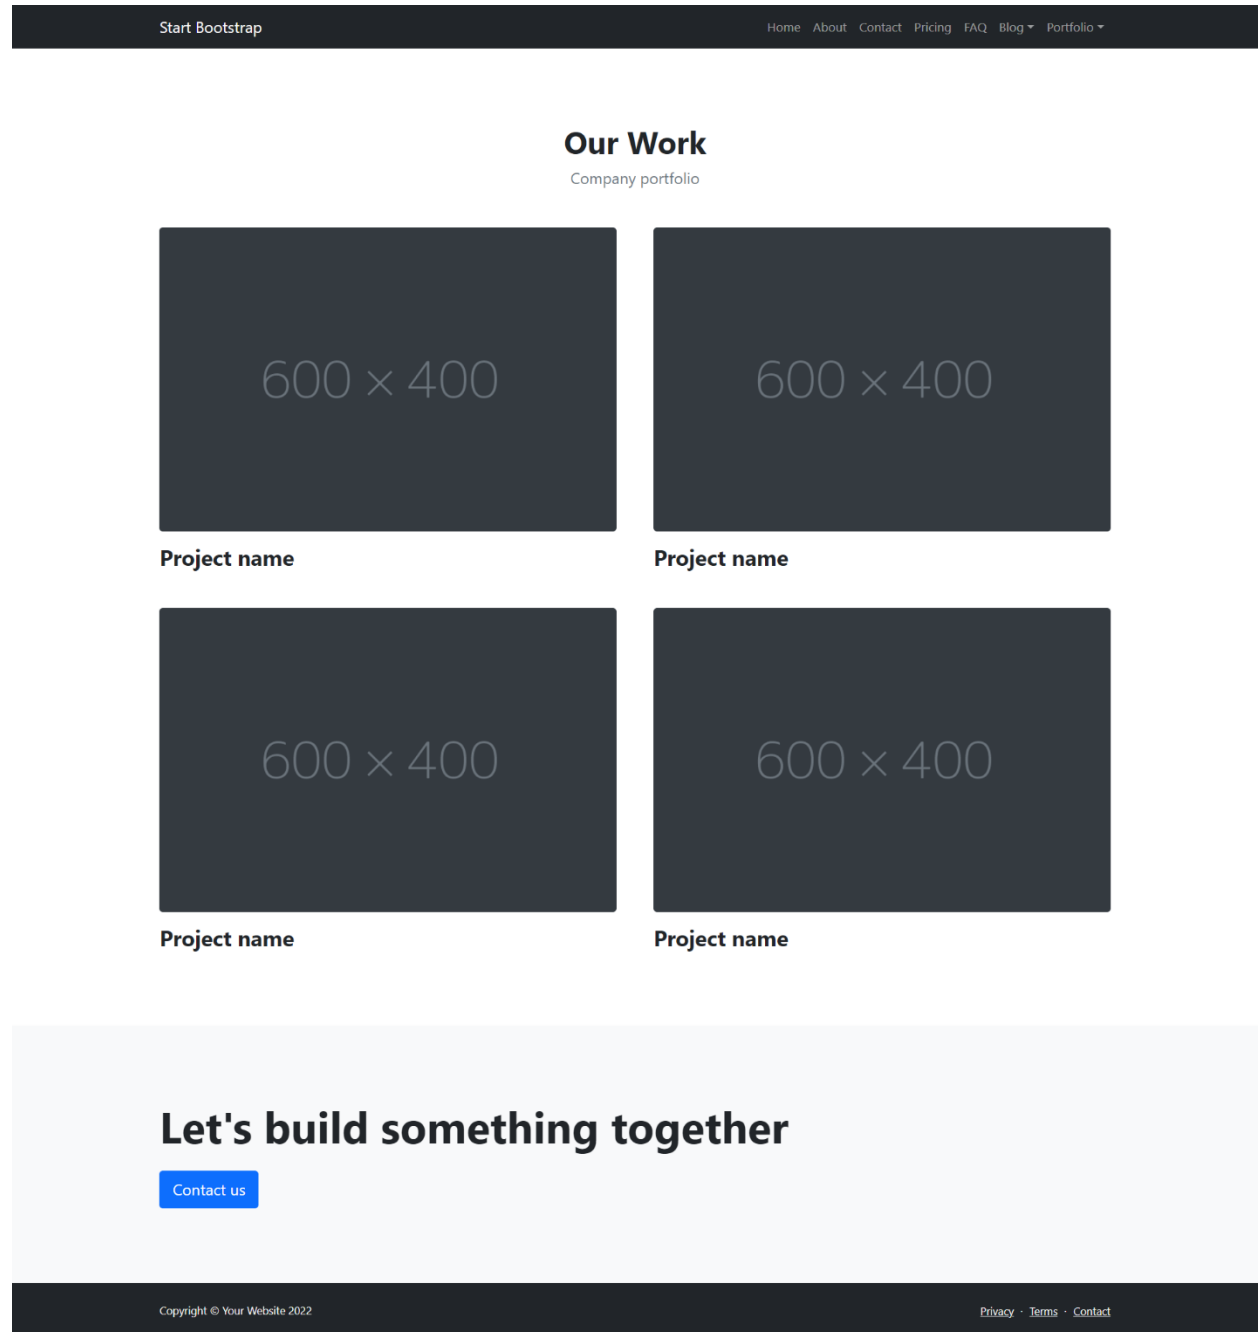 Start Bootstrap
Home About Contact Pricing FAQ Blog Portfolio
Our Work
Company portfolio
600 × 400
600 × 400
Project name
Project name
600 × 400
600 × 400
Project name
Project name
Let's build something together
Contact us
Copyright © Your Website 2022
Privacy · Terms · Contact